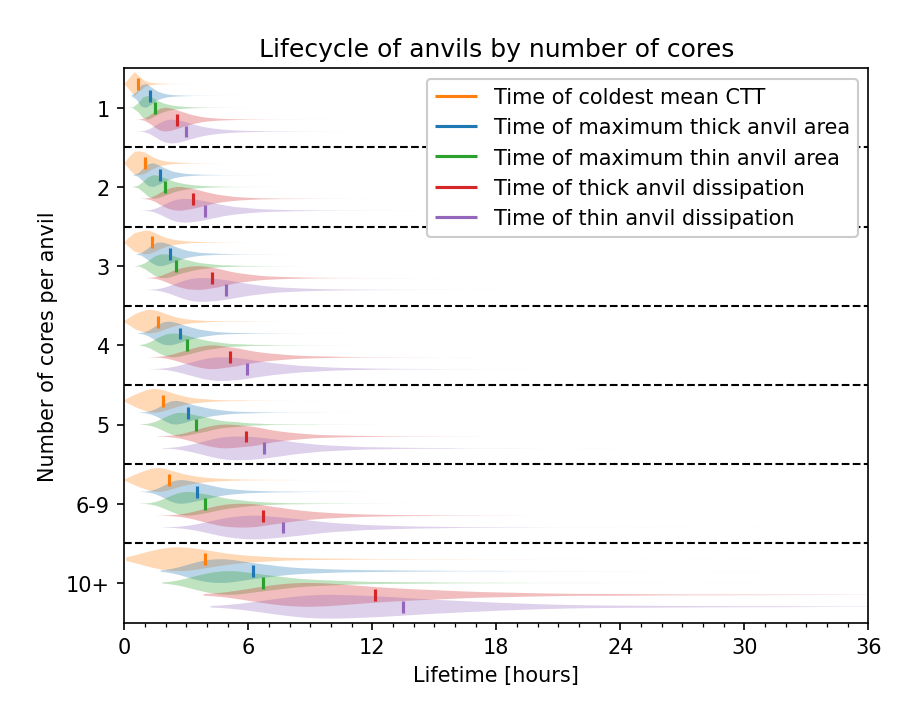 Lifecycle of anvils by number of cores
Time of coldest mean CTT
Time of maximum thick anvil area
Time of maximum thin anvil area
Time of thick anvil dissipation
Time of thin anvil dissipation
Number of cores per anvil
1
2
3
4
5
6-9
10+
0 6 12 18 24 30 36
Lifetime [hours]